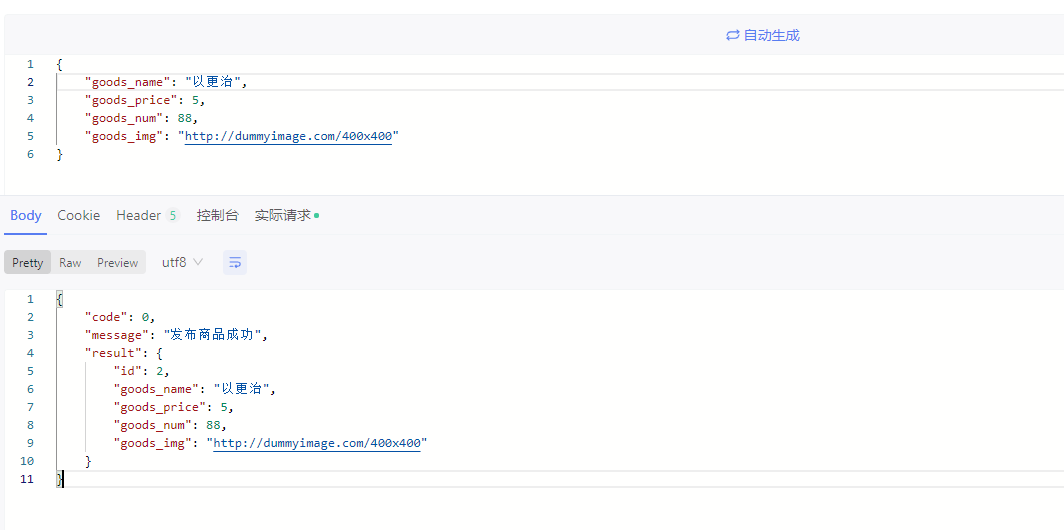 自动生成
1 {
2 "goods_name": "以更治",
3 "goods_price": 5,
4 "goods_num": 88,
5 "goods_img": "http://dummyimage.com/400x400"
6 }
Body Cookie Header 5 控制台 实际请求
Pretty Raw Preview utf8
1 {
2 "code": 0,
3 "message": "发布商品成功",
4 "result": {
5 "id": 2,
6 "goods_name": "以更治",
7 "goods_price": 5,
8 "goods_num": 88,
9 "goods_img": "http://dummyimage.com/400x400"
10 }
11 }